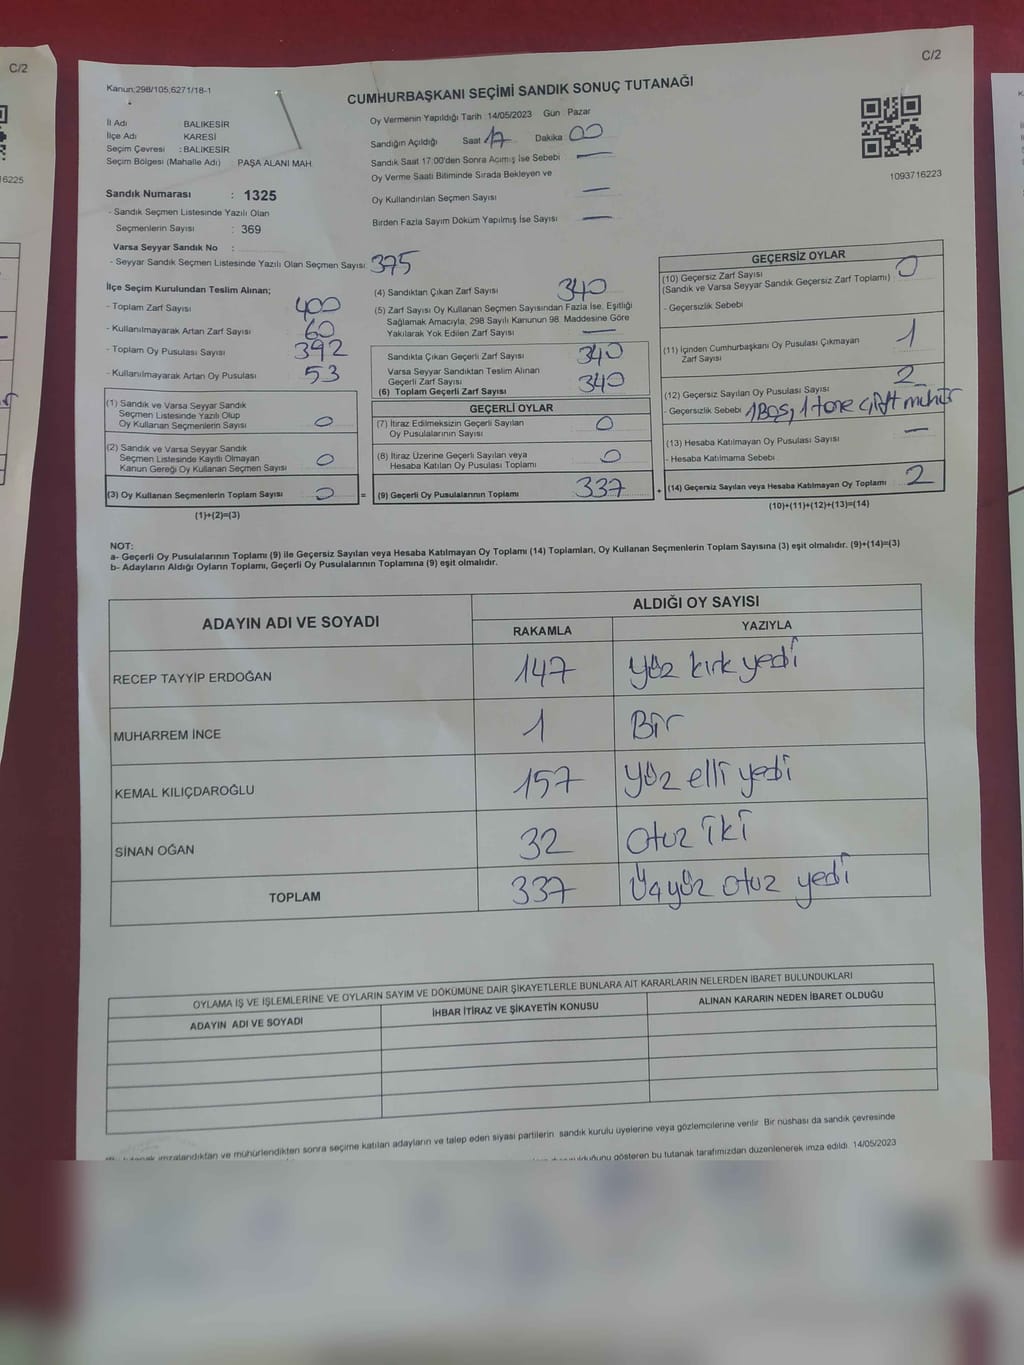 C/2
C/2
Kanun;298/105,6271/18-1
CUMHURBAŞKANI SEÇİMİ SANDIK SONUÇ TUTANAĞI
Oy Vermenin Yapıldığı Tarih 14/05/2023 Gün Pazar
İl Adı BALIKESİR
İlçe Adı KARESİ
Seçim Çevresi : BALIKESİR
Seçim Bölgesi (Mahalle Adı) PAŞA ALANI MAH.
Sandığın Açıldığı Saat 17 Dakika 00
Sandık Saat 17:00'den Sonra Açımış İse Sebebi —
Oy Verme Saati Bitiminde Sırada Bekleyen ve
Oy Kullandırılan Seçmen Sayısı —
Birden Fazla Sayım Döküm Yapılmış İse Sayısı —
1093716223
6225
Sandık Numarası : 1325
- Sandık Seçmen Listesinde Yazılı Olan
Seçmenlerin Sayısı : 369
Varsa Seyyar Sandık No :
- Seyyar Sandık Seçmen Listesinde Yazılı Olan Seçmen Sayısı: 375
İlçe Seçim Kurulundan Teslim Alınan;
- Toplam Zarf Sayısı 400
- Kullanılmayarak Artan Zarf Sayısı 60
- Toplam Oy Pusulası Sayısı 392
- Kullanılmayarak Artan Oy Pusulası 53
(1) Sandık ve Varsa Seyyar Sandık
Seçmen Listesinde Yazılı Olup
Oy Kullanan Seçmenlerin Sayısı 0
(2) Sandık ve Varsa Seyyar Sandık
Seçmen Listesinde Kayıtlı Olmayan
Kanun Gereği Oy Kullanan Seçmen Sayısı 0
(3) Oy Kullanan Seçmenlerin Toplam Sayısı 0 =
(1)+(2)=(3)
(4) Sandıktan Çıkan Zarf Sayısı 340
(5) Zarf Sayısı Oy Kullanan Seçmen Sayısından Fazla İse, Eşitliği
Sağlamak Amacıyla, 298 Sayılı Kanunun 98. Maddesine Göre
Yakılarak Yok Edilen Zarf Sayısı —
Sandıkta Çıkan Geçerli Zarf Sayısı 340
Varsa Seyyar Sandıktan Teslim Alınan
Geçerli Zarf Sayısı 340
(6) Toplam Geçerli Zarf Sayısı
GEÇERLİ OYLAR
(7) İtiraz Edilmeksizin Geçerli Sayılan
Oy Pusulalarının Sayısı 0
(8) İtiraz Üzerine Geçerli Sayılan veya
Hesaba Katılan Oy Pusulası Toplamı 0
(9) Geçerli Oy Pusulalarının Toplamı 337 +
GEÇERSİZ OYLAR
(10) Geçersiz Zarf Sayısı 0
(Sandık ve Varsa Seyyar Sandık Geçersiz Zarf Toplamı)
- Geçersizlik Sebebi
(11) İçinden Cumhurbaşkanı Oy Pusulası Çıkmayan 1
Zarf Sayısı
(12) Geçersiz Sayılan Oy Pusulası Sayısı 2
- Geçersizlik Sebebi 1 Boş, 1 tane çift mühür
(13) Hesaba Katılmayan Oy Pusulası Sayısı —
- Hesaba Katılmama Sebebi
(14) Geçersiz Sayılan veya Hesaba Katılmayan Oy Toplamı 2
(10)+(11)+(12)+(13)=(14)
NOT:
a- Geçerli Oy Pusulalarının Toplamı (9) ile Geçersiz Sayılan veya Hesaba Katılmayan Oy Toplamı (14) Toplamları, Oy Kullanan Seçmenlerin Toplam Sayısına (3) eşit olmalıdır. (9)+(14)=(3)
b- Adayların Aldığı Oyların Toplamı, Geçerli Oy Pusulalarının Toplamına (9) eşit olmalıdır.
ADAYIN ADI VE SOYADI
ALDIĞI OY SAYISI
RAKAMLA YAZIYLA
RECEP TAYYİP ERDOĞAN 147 Yüz kırk yedi
MUHARREM İNCE 1 Bir
KEMAL KILIÇDAROĞLU 157 Yüz elli yedi
SİNAN OĞAN 32 Otuz iki
TOPLAM 337 Üçyüz otuz yedi
OYLAMA İŞ VE İŞLEMLERİNE VE OYLARIN SAYIM VE DÖKÜMÜNE DAİR ŞİKAYETLERLE BUNLARA AİT KARARLARIN NELERDEN İBARET BULUNDUKLARI
ADAYIN ADI VE SOYADI İHBAR İTİRAZ VE ŞİKAYETİN KONUSU ALINAN KARARIN NEDEN İBARET OLDUĞU
tutanak imzalandıktan ve mühürlendikten sonra seçime katılan adayların ve talep eden siyasi partilerin sandık kurulu üyelerine veya gözlemcilerine verilir. Bir nüshası da sandık çevresinde
gösteren bu tutanak tarafımızdan düzenlenerek imza edildi. 14/05/2023